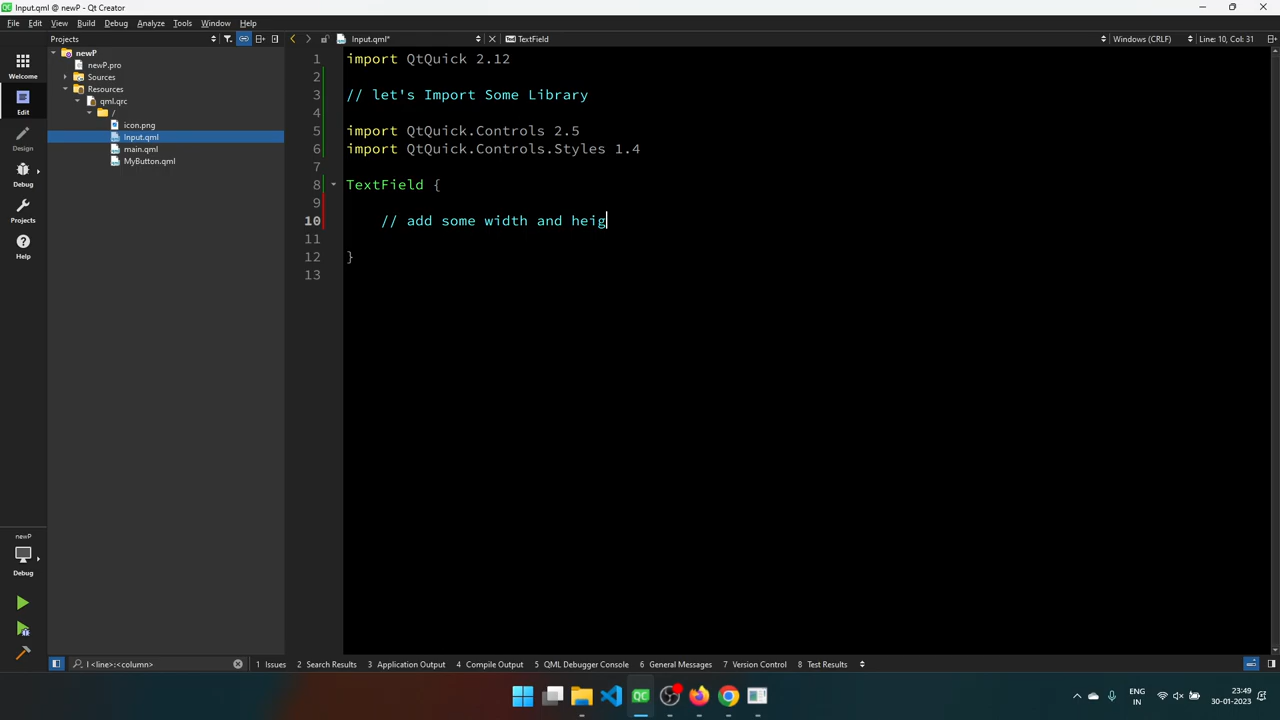 Input.qml @ newP - Qt Creator
File Edit View Build Debug Analyze Tools Window Help
Projects
Input.qml*
TextField
Windows (CRLF)
Line: 10, Col: 31
Welcome
Edit
Design
Debug
Projects
Help
newP
Debug
newP
newP.pro
Sources
Resources
qml.qrc
/
icon.png
Input.qml
main.qml
MyButton.qml
1 import QtQuick 2.12
2
3 // let's Import Some Library
4
5 import QtQuick.Controls 2.5
6 import QtQuick.Controls.Styles 1.4
7
8 TextField {
9
10 // add some width and heig
11
12 }
13
l <line>:<column>
1 Issues 2 Search Results 3 Application Output 4 Compile Output 5 QML Debugger Console 6 General Messages 7 Version Control 8 Test Results
QC
ENG
IN
23:49
30-01-2023